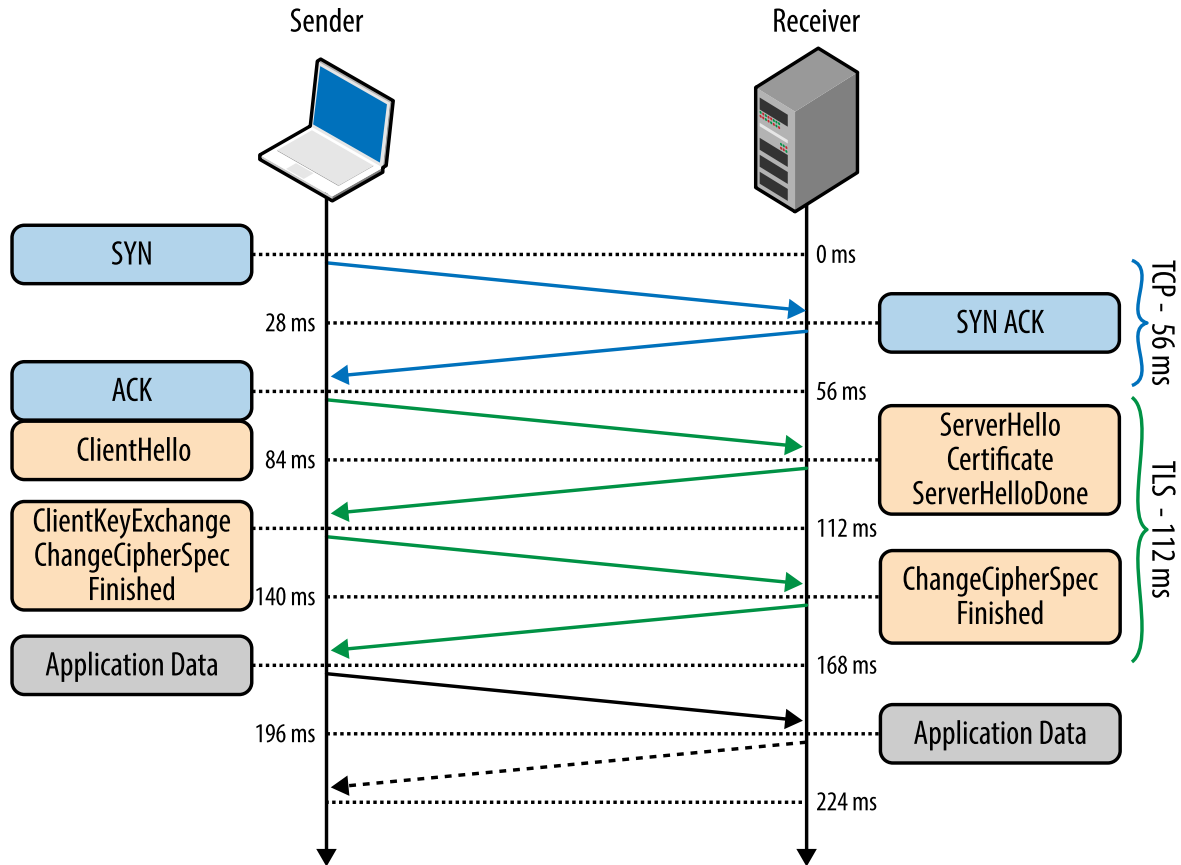 Sender
Receiver
SYN
0 ms
28 ms
SYN ACK
TCP - 56 ms
ACK
56 ms
ClientHello
84 ms
ServerHello
Certificate
ServerHelloDone
TLS - 112 ms
ClientKeyExchange
ChangeCipherSpec
Finished
112 ms
140 ms
ChangeCipherSpec
Finished
Application Data
168 ms
196 ms
Application Data
224 ms